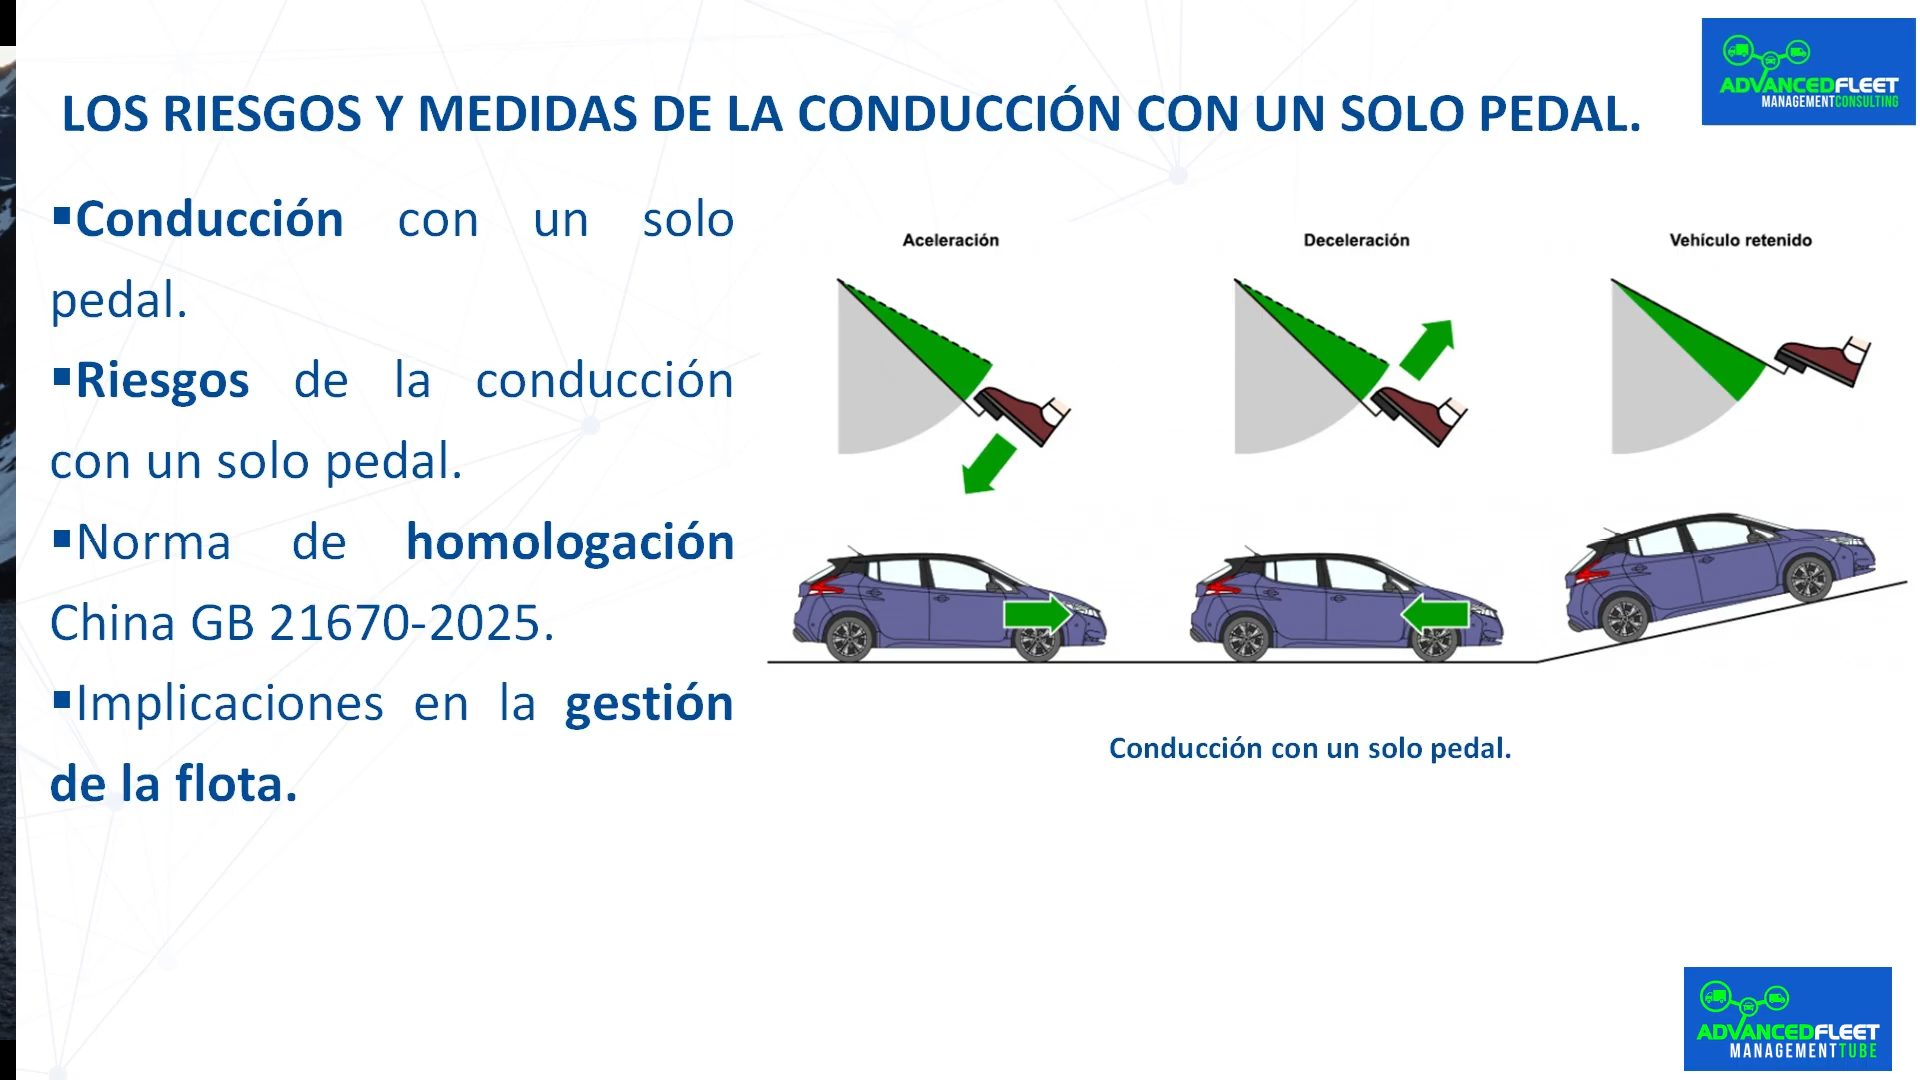 ADVANCEDFLEET
MANAGEMENTCONSULTING
LOS RIESGOS Y MEDIDAS DE LA CONDUCCIÓN CON UN SOLO PEDAL.
▪Conducción con un solo
pedal.
▪Riesgos de la conducción
con un solo pedal.
▪Norma de homologación
China GB 21670-2025.
▪Implicaciones en la gestión
de la flota.
Aceleración
Deceleración
Vehículo retenido
Conducción con un solo pedal.
ADVANCEDFLEET
MANAGEMENTTUBE